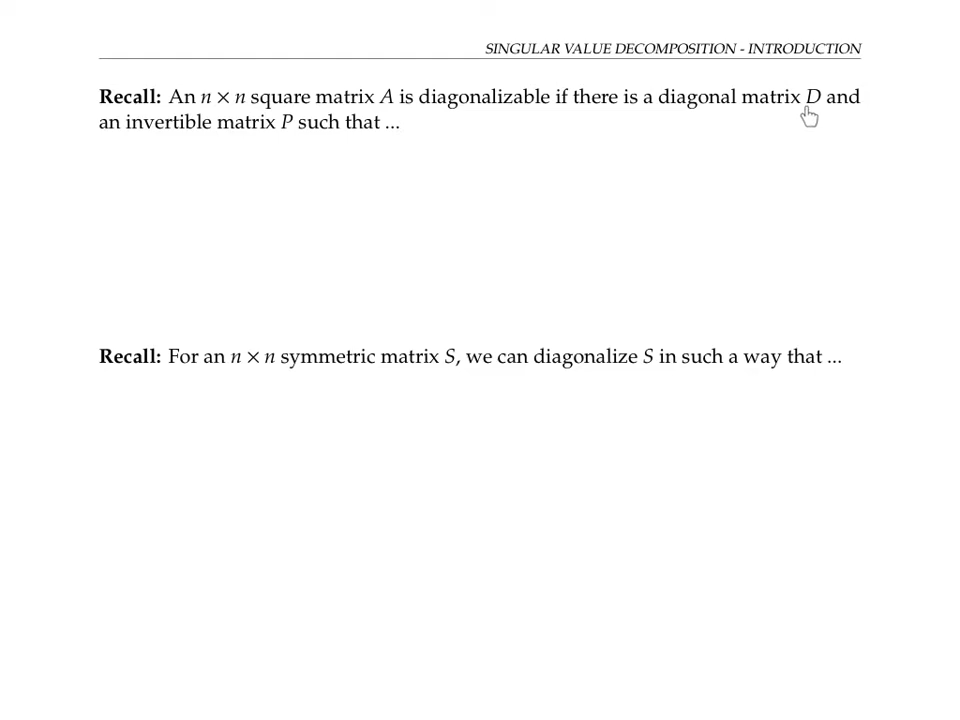 SINGULAR VALUE DECOMPOSITION - INTRODUCTION
Recall: An n × n square matrix A is diagonalizable if there is a diagonal matrix D and
an invertible matrix P such that ...
Recall: For an n × n symmetric matrix S, we can diagonalize S in such a way that ...